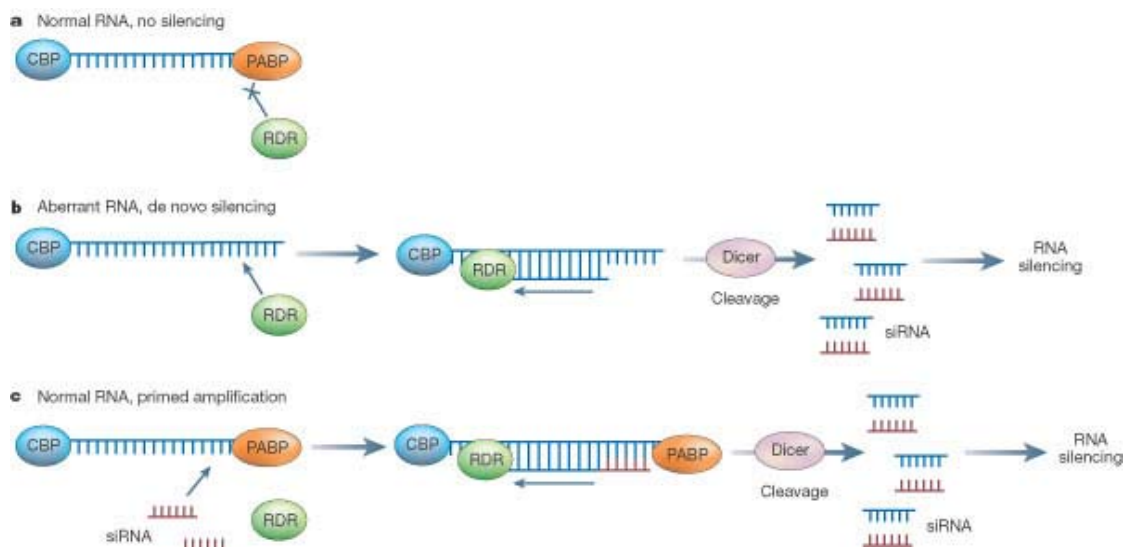 a Normal RNA, no silencing
CBP
PABP
RDR
b Aberrant RNA, de novo silencing
CBP
RDR
CBP
RDR
Dicer
Cleavage
siRNA
RNA
silencing
c Normal RNA, primed amplification
CBP
PABP
siRNA
RDR
CBP
RDR
PABP
Dicer
Cleavage
siRNA
RNA
silencing